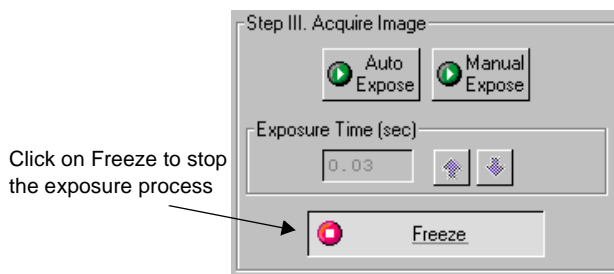 Step III. Acquire Image
Auto
Expose
Manual
Expose
Exposure Time (sec)
0.03
Click on Freeze to stop
the exposure process
Freeze